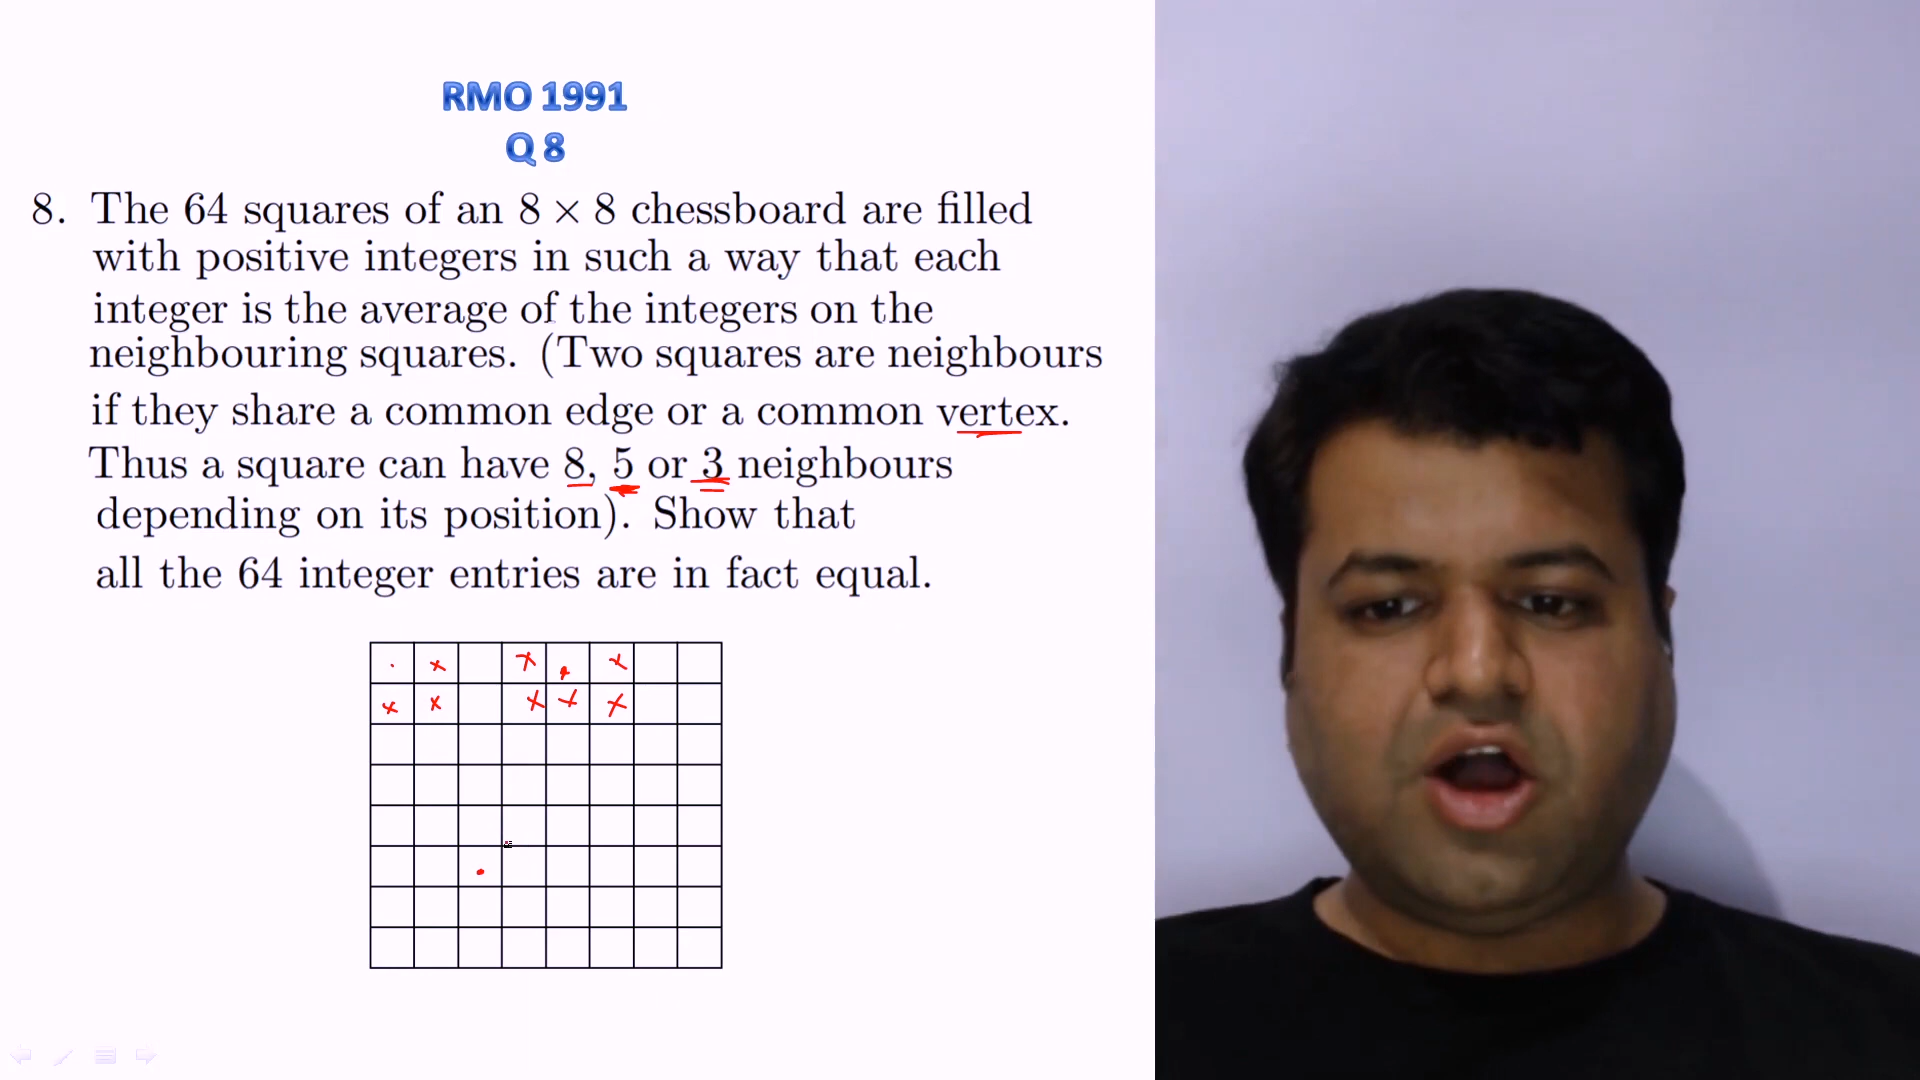 RMO 1991
Q 8
8. The 64 squares of an 8 × 8 chessboard are filled
with positive integers in such a way that each
integer is the average of the integers on the
neighbouring squares. (Two squares are neighbours
if they share a common edge or a common vertex.
Thus a square can have 8, 5 or 3 neighbours
depending on its position). Show that
all the 64 integer entries are in fact equal.